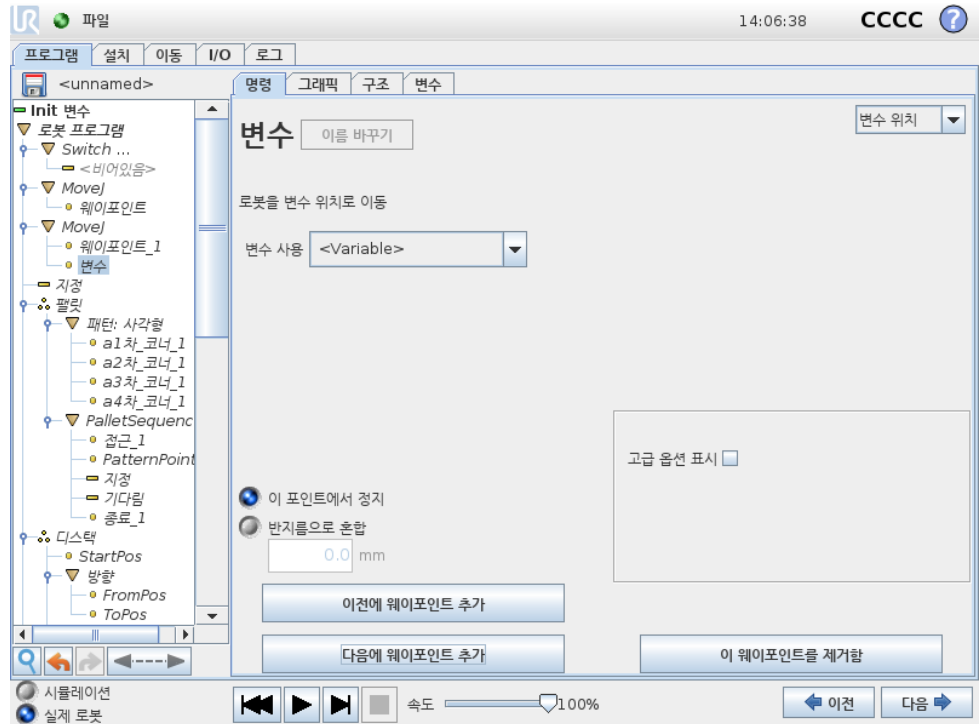 UR 파일 14:06:38 CCCC ?
프로그램 설치 이동 I/O 로그
<unnamed>
명령 그래픽 구조 변수
Init 변수
로봇 프로그램
Switch ...
<비어있음>
MoveJ
웨이포인트
MoveJ
웨이포인트_1
변수
지정
팰릿
패턴: 사각형
a1차_코너_1
a2차_코너_1
a3차_코너_1
a4차_코너_1
PalletSequenc
접근_1
PatternPoint
지정
기다림
종료_1
디스택
StartPos
방향
FromPos
ToPos
변수 이름 바꾸기
변수 위치
로봇을 변수 위치로 이동
변수 사용 <Variable>
고급 옵션 표시
이 포인트에서 정지
반지름으로 혼합
0.0 mm
이전에 웨이포인트 추가
다음에 웨이포인트 추가
이 웨이포인트를 제거함
시뮬레이션
실제 로봇
속도 100%
이전 다음